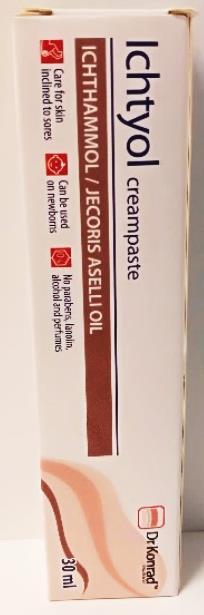 Ichtyol creampaste
ICHTHAMMOL / JECORIS ASELLI OIL
Care for skin
inclined to sores
Can be used
on newborns
No parabens, lanolin,
alcohol and perfumes
Dr Konrad™
30 ml